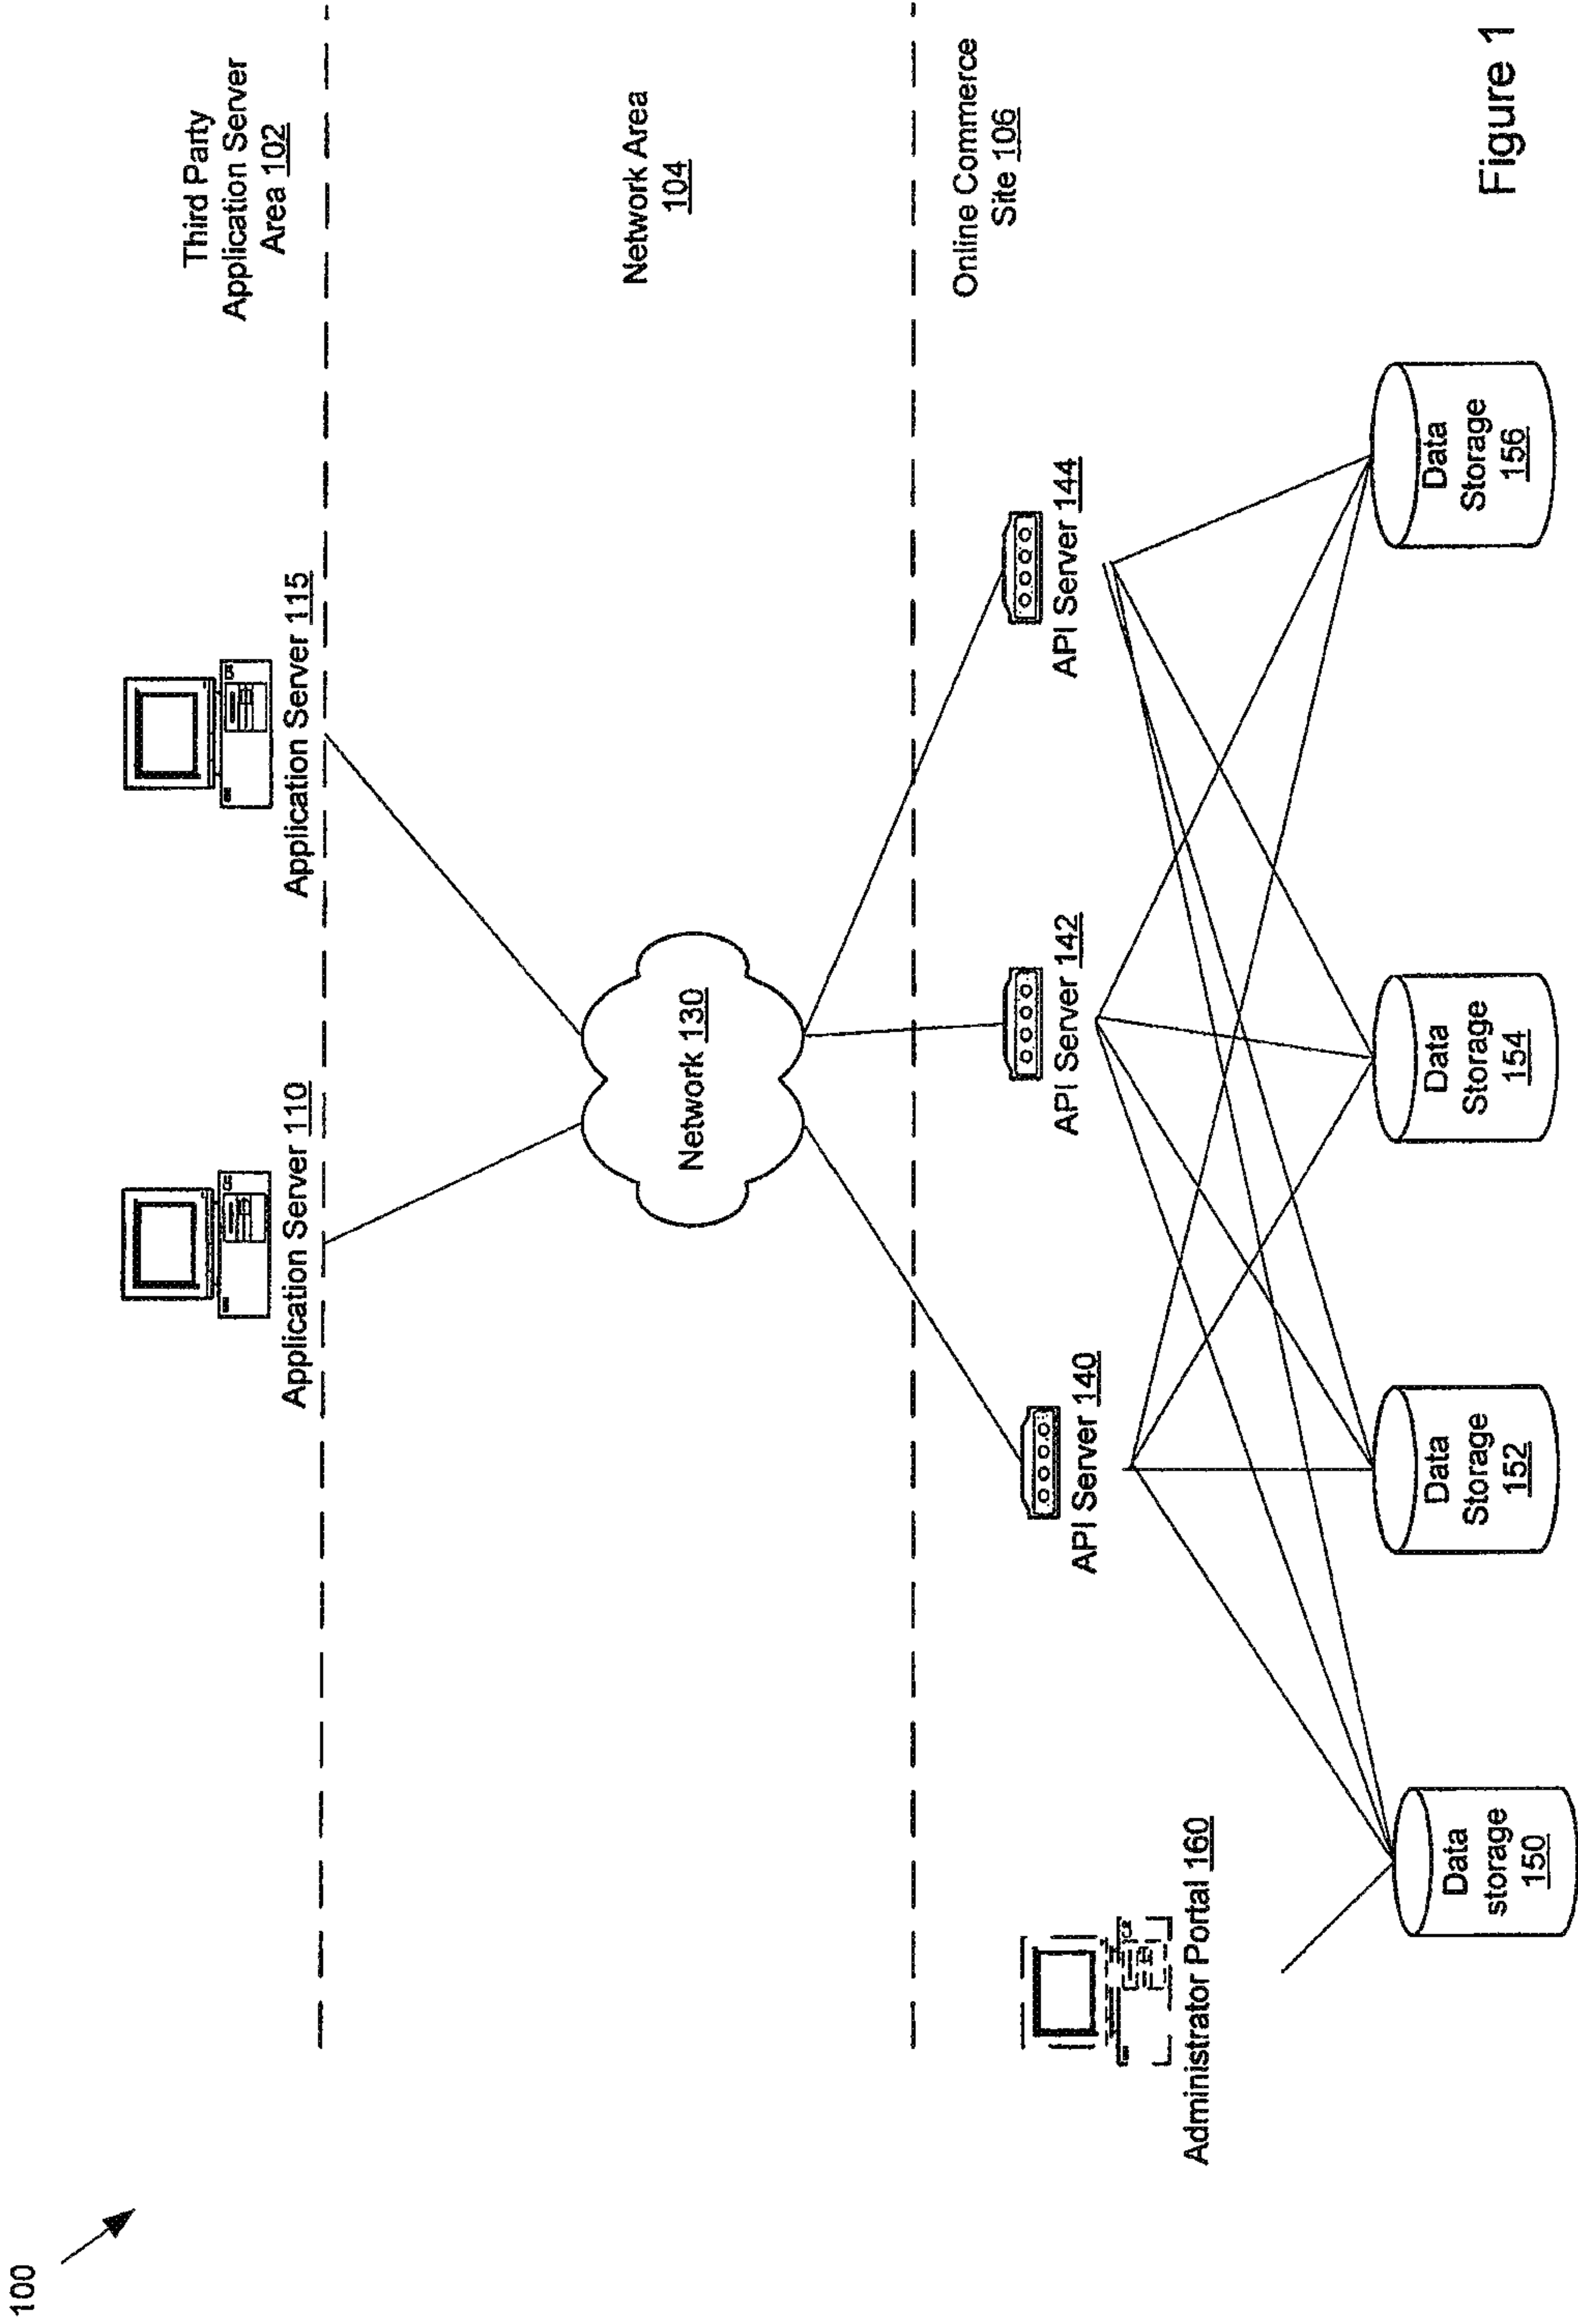 100
Third Party
Application Server
Area 102
Application Server 110
Application Server 115
Network Area
104
Network 130
Online Commerce
Site 106
Administrator Portal 160
API Server 140
API Server 142
API Server 144
Data
storage
150
Data
Storage
152
Data
Storage
154
Data
Storage
156
Figure 1